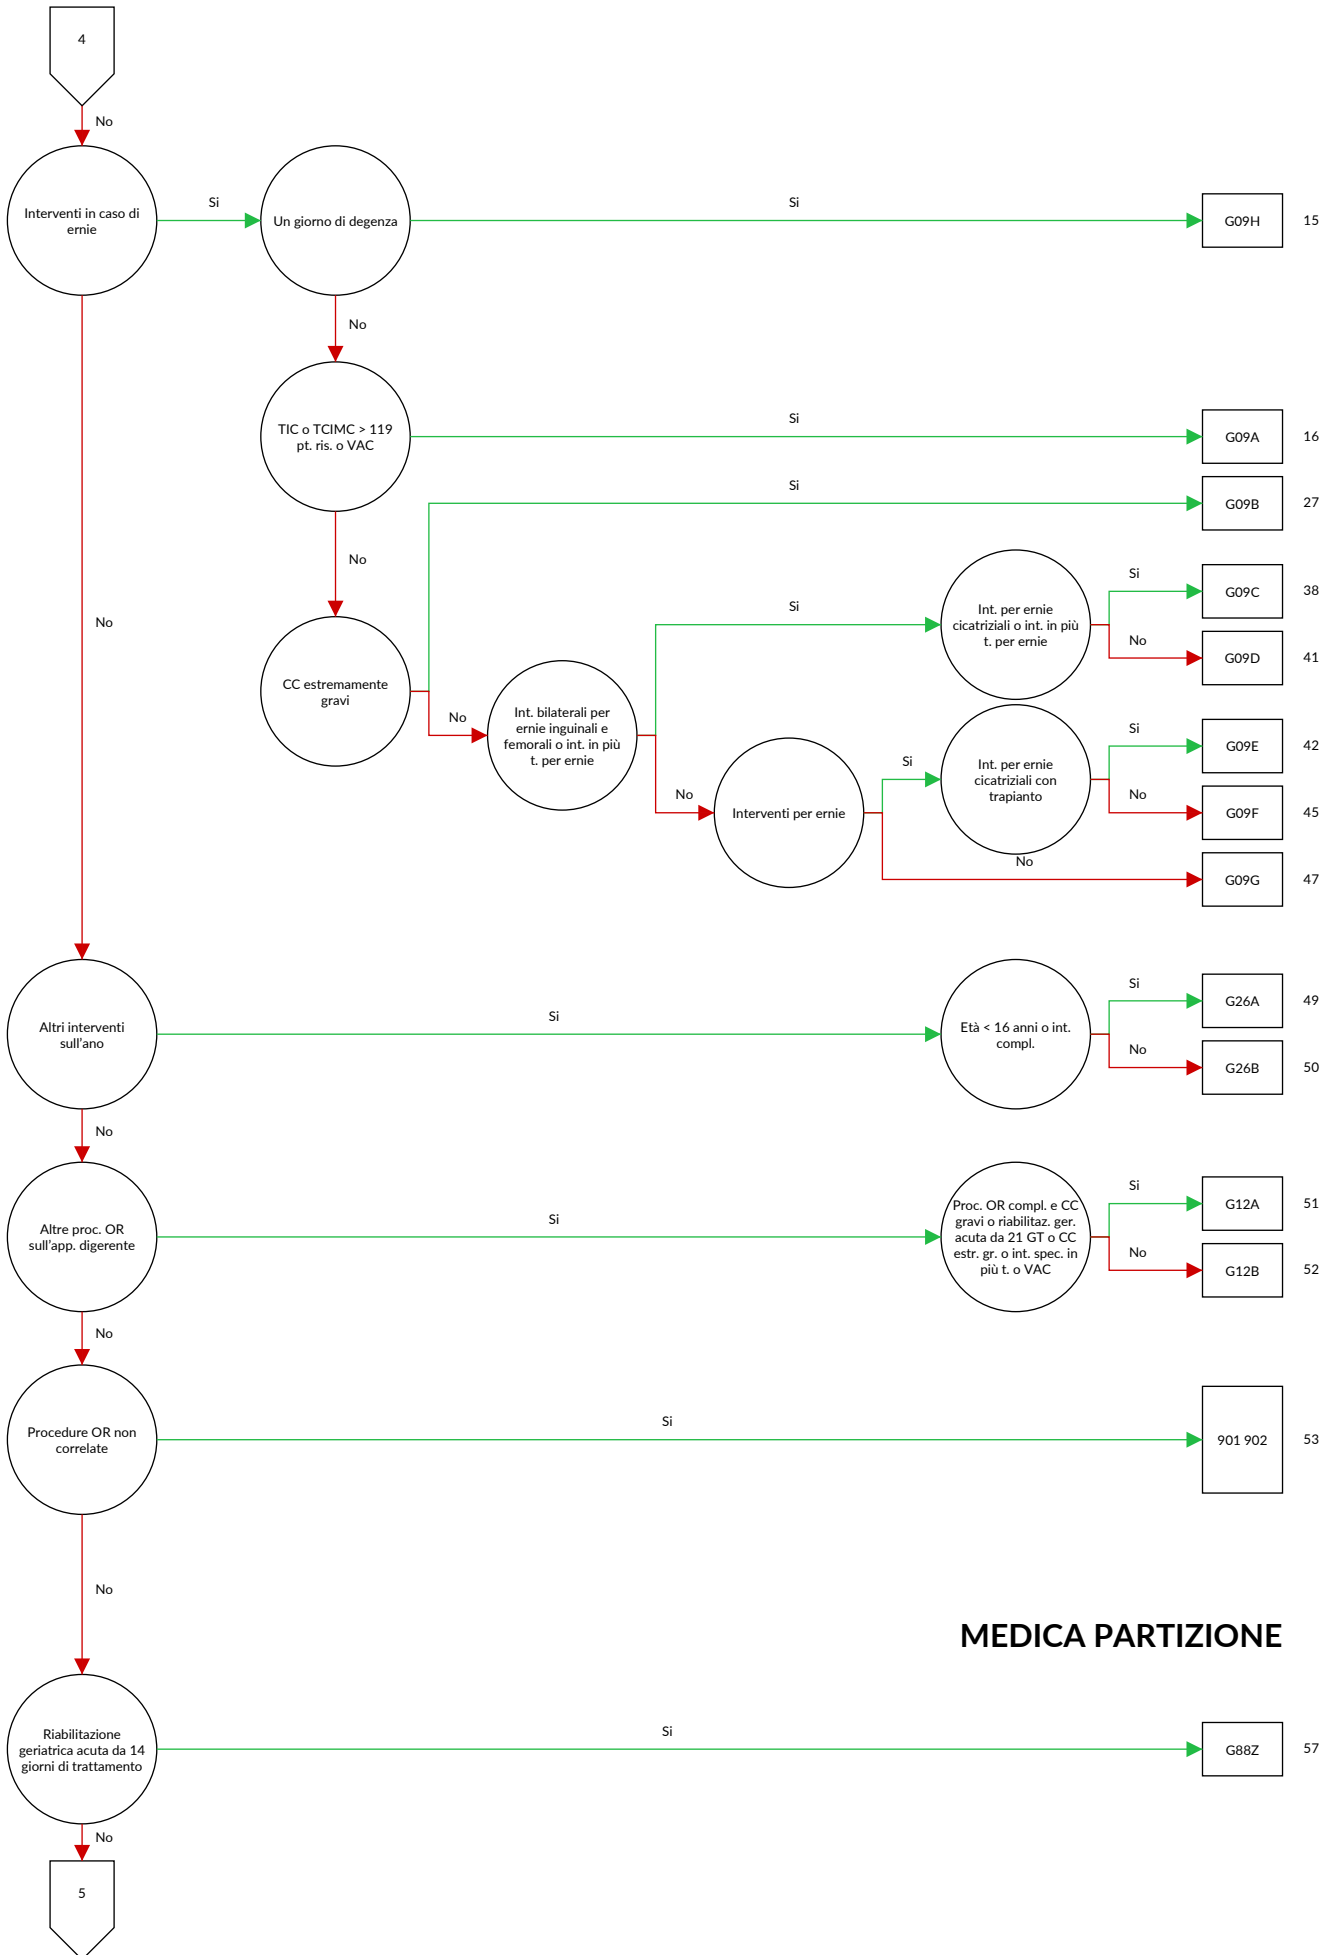 4
No
Interventi in caso di
ernie
Si
Un giorno di degenza
Si
G09H
15
No
TIC o TCIMC > 119
pt. ris. o VAC
Si
G09A
16
Si
G09B
27
No
CC estremamente
gravi
No
Int. bilaterali per
ernie inguinali e
femorali o int. in più
t. per ernie
Si
Int. per ernie
cicatriziali o int. in più
t. per ernie
Si
G09C
38
No
G09D
41
No
Interventi per ernie
Si
Int. per ernie
cicatriziali con
trapianto
Si
G09E
42
No
G09F
45
No
G09G
47
No
Altri interventi
sull'ano
Si
Età < 16 anni o int.
compl.
Si
G26A
49
No
G26B
50
No
Altre proc. OR
sull'app. digerente
Si
Proc. OR compl. e CC
gravi o riabilitaz. ger.
acuta da 21 GT o CC
estr. gr. o int. spec. in
più t. o VAC
Si
G12A
51
No
G12B
52
No
Procedure OR non
correlate
Si
901 902
53
No
MEDICA PARTIZIONE
Riabilitazione
geriatrica acuta da 14
giorni di trattamento
Si
G88Z
57
No
5